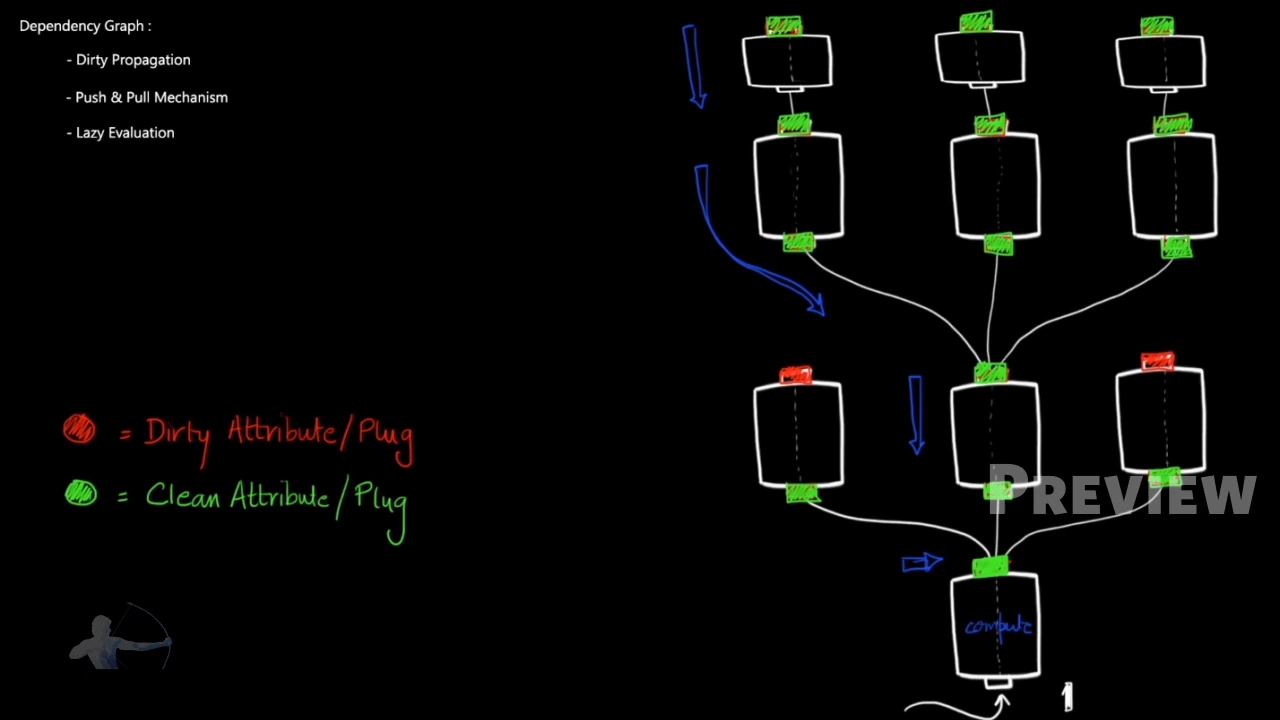 Dependency Graph :
- Dirty Propagation
- Push & Pull Mechanism
- Lazy Evaluation
= Dirty Attribute/Plug
= Clean Attribute/Plug
PREVIEW
compute
1